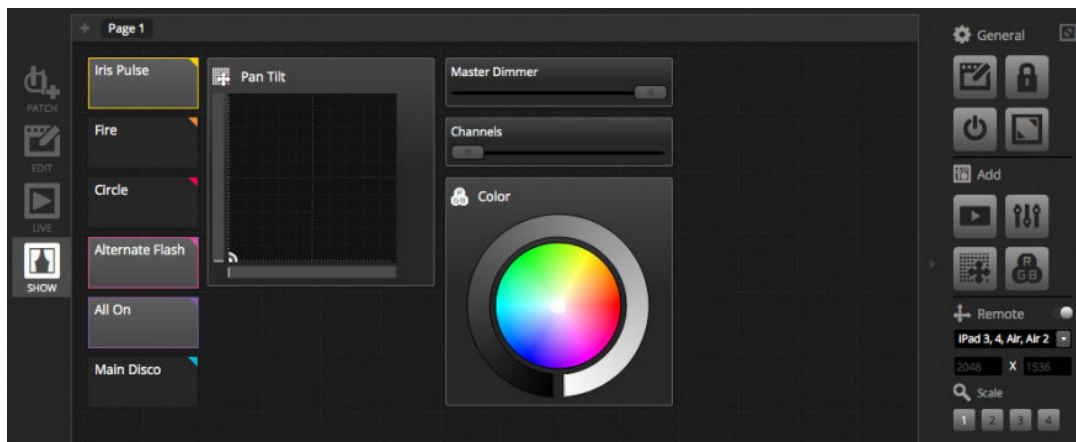 + Page 1
PATCH
EDIT
LIVE
SHOW
Iris Pulse
Fire
Circle
Alternate Flash
All On
Main Disco
Pan Tilt
Master Dimmer
Channels
RGB
Color
General
Add
RGB
Remote
iPad 3, 4, Air, Air 2
2048 X 1536
Scale
1 2 3 4